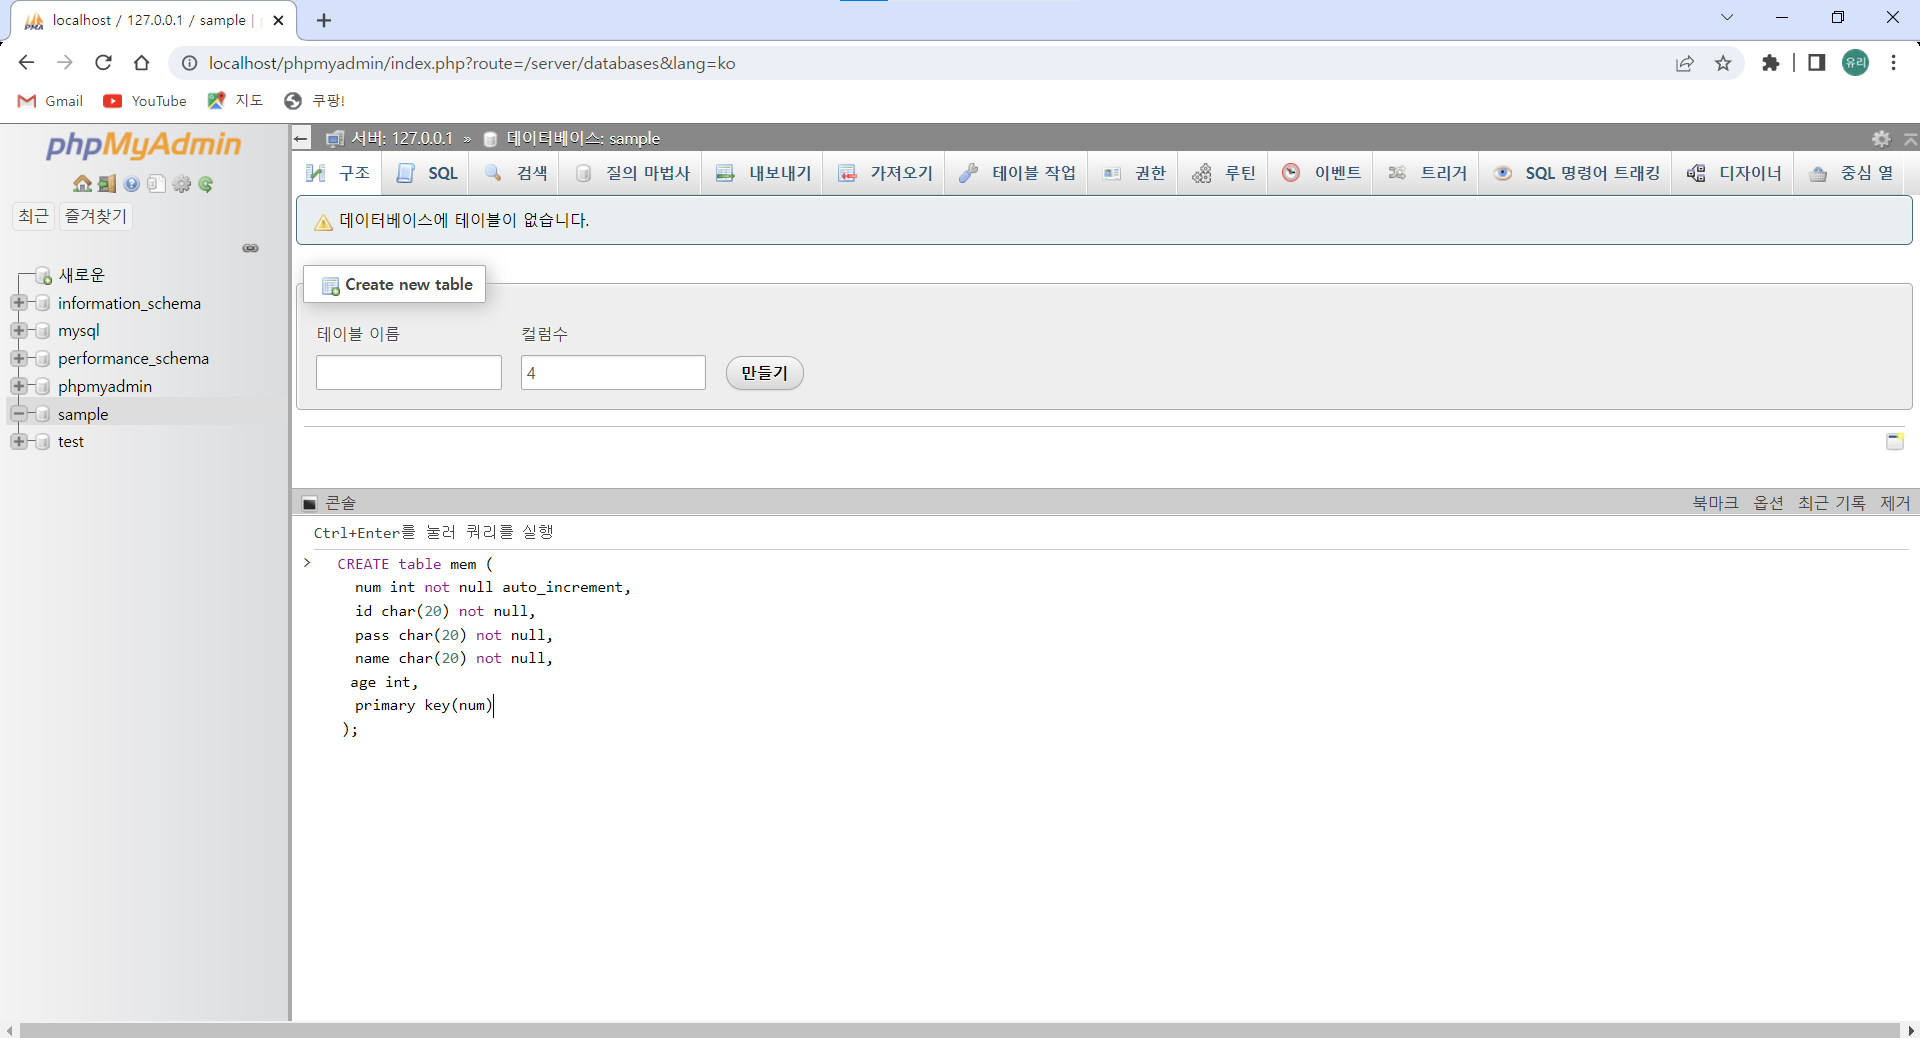 localhost / 127.0.0.1 / sample |
localhost/phpmyadmin/index.php?route=/server/databases&lang=ko
유리
Gmail
YouTube
지도
쿠팡!
phpMyAdmin
최근
즐겨찾기
새로운
information_schema
mysql
performance_schema
phpmyadmin
sample
test
서버: 127.0.0.1 » 데이터베이스: sample
구조
SQL
검색
질의 마법사
내보내기
가져오기
테이블 작업
권한
루틴
이벤트
트리거
SQL 명령어 트래킹
디자이너
중심 열
데이터베이스에 테이블이 없습니다.
Create new table
테이블 이름
컬럼수
4
만들기
콘솔
북마크
옵션
최근 기록
제거
Ctrl+Enter를 눌러 쿼리를 실행
> CREATE table mem (
num int not null auto_increment,
id char(20) not null,
pass char(20) not null,
name char(20) not null,
age int,
primary key(num)
);